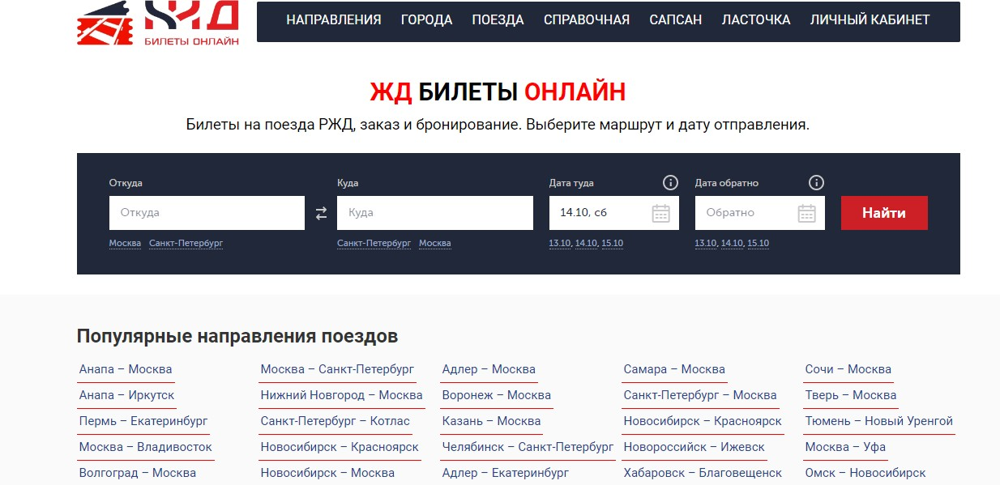 ЖД
БИЛЕТЫ ОНЛАЙН
НАПРАВЛЕНИЯ ГОРОДА ПОЕЗДА СПРАВОЧНАЯ САПСАН ЛАСТОЧКА ЛИЧНЫЙ КАБИНЕТ
ЖД БИЛЕТЫ ОНЛАЙН
Билеты на поезда РЖД, заказ и бронирование. Выберите маршрут и дату отправления.
Откуда Куда Дата туда Дата обратно
Откуда Куда 14.10, сб Обратно Найти
Москва Санкт-Петербург Санкт-Петербург Москва 13.10, 14.10, 15.10 13.10, 14.10, 15.10
Популярные направления поездов
Анапа – Москва Москва – Санкт-Петербург Адлер – Москва Самара – Москва Сочи – Москва
Анапа – Иркутск Нижний Новгород – Москва Воронеж – Москва Санкт-Петербург – Москва Тверь – Москва
Пермь – Екатеринбург Санкт-Петербург – Котлас Казань – Москва Новосибирск – Красноярск Тюмень – Новый Уренгой
Москва – Владивосток Новосибирск – Красноярск Челябинск – Санкт-Петербург Новороссийск – Ижевск Москва – Уфа
Волгоград – Москва Новосибирск – Москва Адлер – Екатеринбург Хабаровск – Благовещенск Омск – Новосибирск